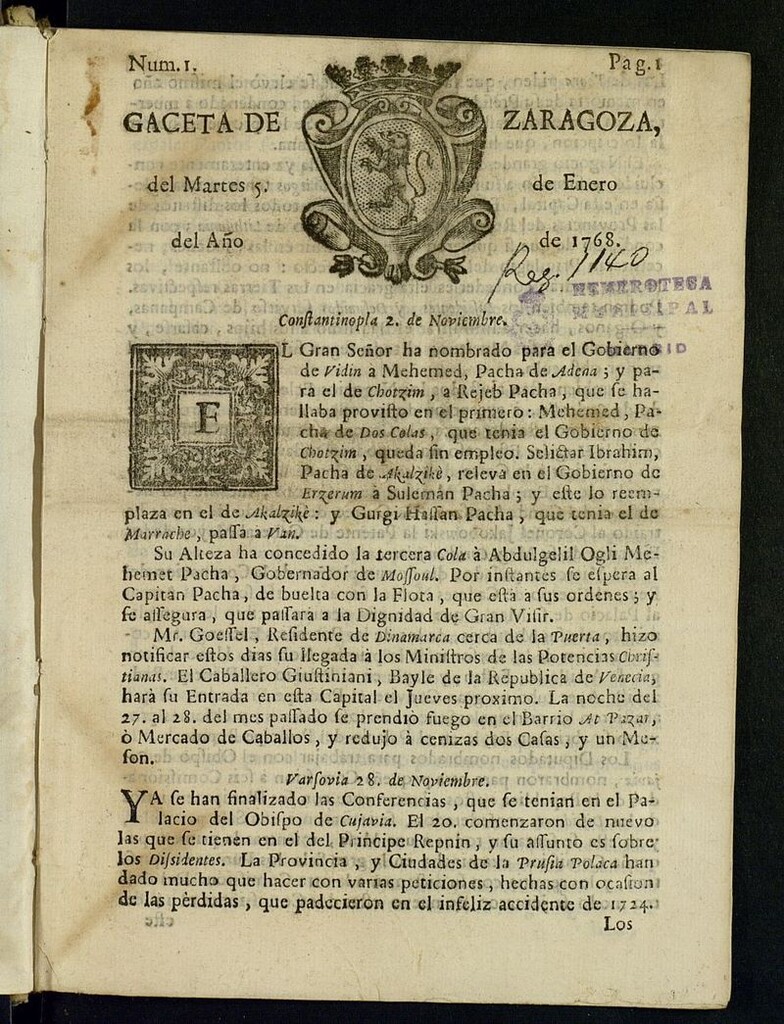 Num. 1. Pag. 1
GACETA DE ZARAGOZA,
del Martes 5. de Enero
del Año de 1768.
Reg. 1140
HEMEROTECA
MUNICIPAL
Conſtantinopla 2. de Noviembre.
EL Gran Señor ha nombrado para el Gobierno
de Vidin à Mehemed, Pacha de Adena ; y pa-
ra el de Chotzim , a Rejeb Pacha , que ſe ha-
llaba proviſto en el primero : Mehemed , Pa-
cha de Dos Colas , que tenia el Gobierno de
Chotzim , queda ſin empleo. Selictar Ibrahim,
Pacha de Akalzikè , releva en el Gobierno de
Erzerum à Suleman Pacha ; y eſte lo reem-
plaza en el de Akalzikè : y Gurgi Haſſan Pacha , que tenia el de
Marrache , paſſa à Van.
Su Alteza ha concedido la tercera Cola à Abdulgelil Ogli Me-
hemet Pacha , Gobernador de Moſſoul. Por inſtantes ſe eſpera al
Capitan Pacha , de buelta con la Flota , que eſtà a ſus ordenes ; y
ſe aſſegura , que paſſarà a la Dignidad de Gran Viſir.
Mr. Goeſſel , Reſidente de Dinamarca cerca de la Puerta , hizo
notificar eſtos dias ſu llegada à los Miniſtros de las Potencias Chriſ-
tianas. El Caballero Giuſtiniani , Bayle de la Republica de Venecia,
harà ſu Entrada en eſta Capital el Jueves proximo. La noche del
27. al 28. del mes paſſado ſe prendiò fuego en el Barrio At Pazar,
ò Mercado de Caballos , y redujo à cenizas dos Caſas , y un Me-
ſon.
Varſovia 28. de Noviembre.
YA ſe han finalizado las Conferencias , que ſe tenian en el Pa-
lacio del Obiſpo de Cujavia. El 20. comenzaron de nuevo
las que ſe tienen en el del Principe Repnin , y ſu aſſunto es ſobre
los Diſsidentes. La Provincia , y Ciudades de la Pruſia Polaca han
dado mucho que hacer con varias peticiones , hechas con ocaſion
de las pèrdidas , que padecieron en el infeliz accidente de 1724.
Los